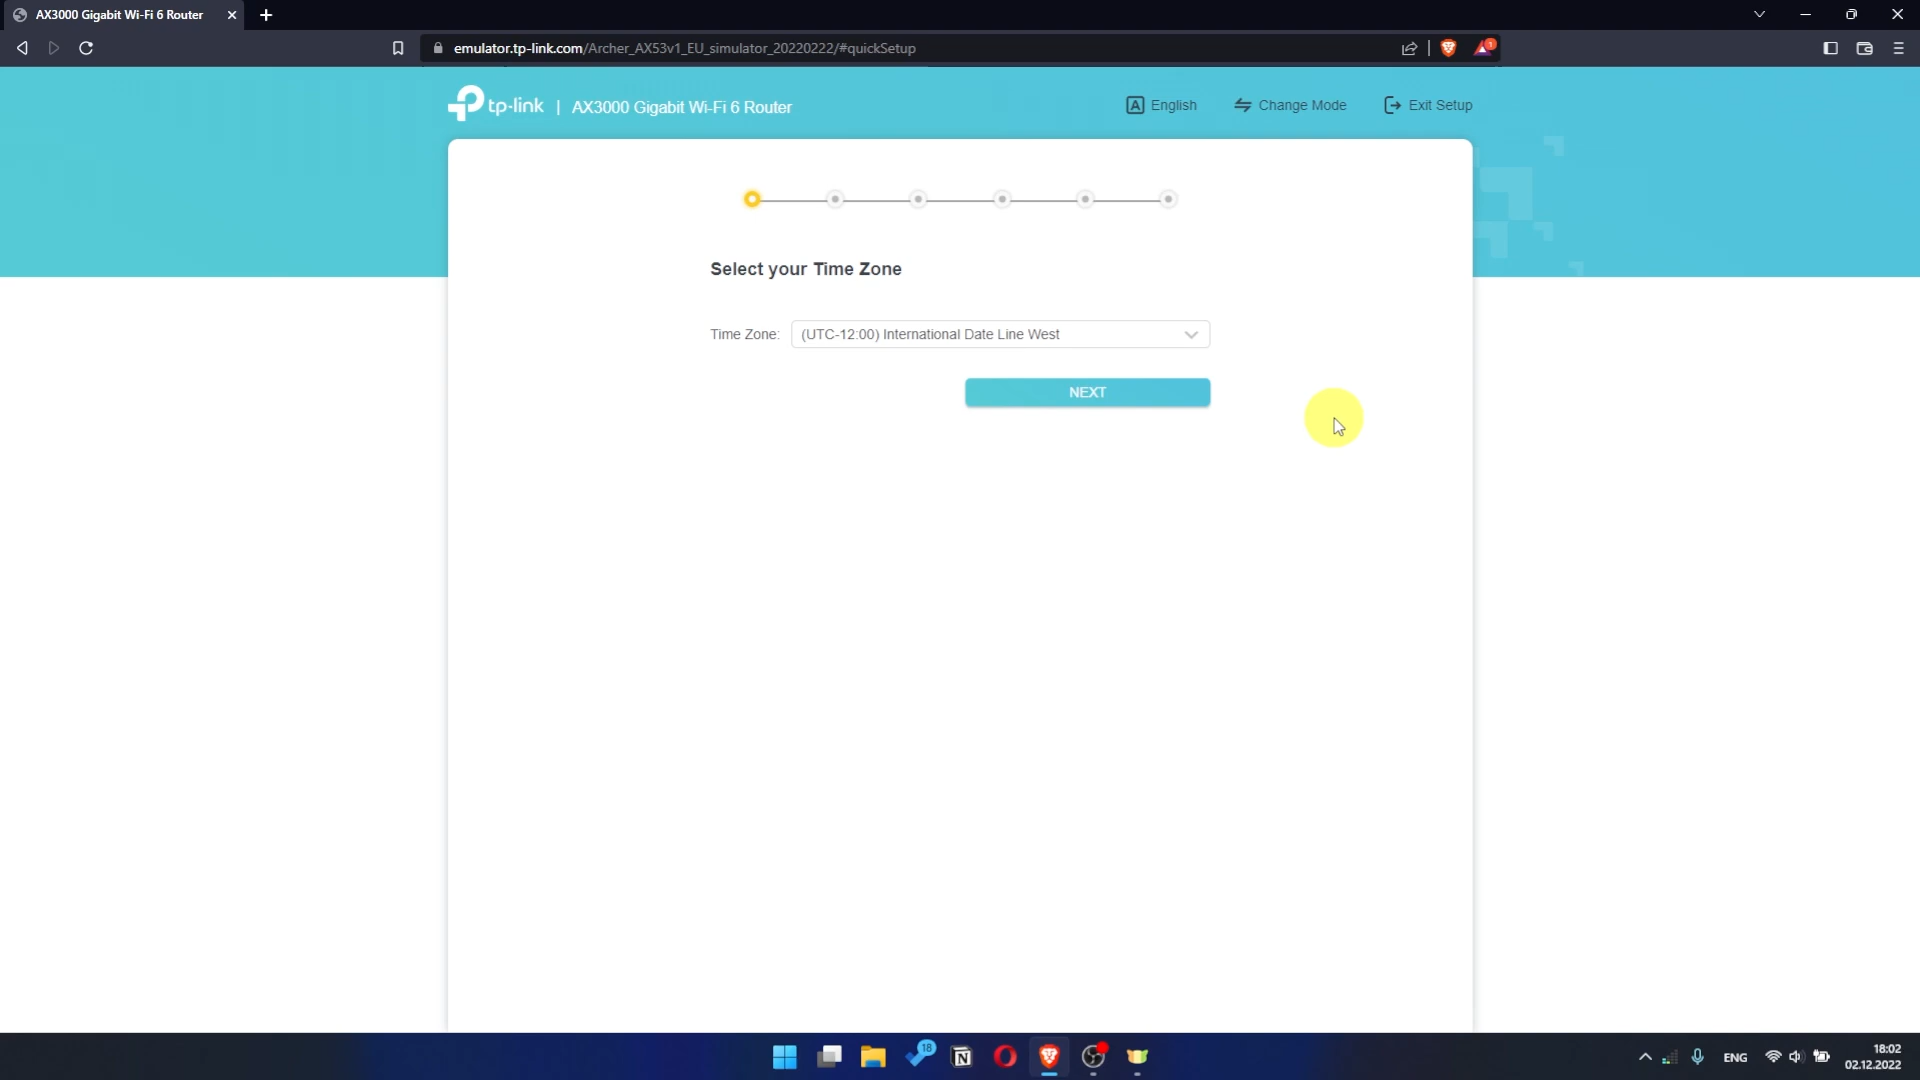 AX3000 Gigabit Wi-Fi 6 Router
emulator.tp-link.com/Archer_AX53v1_EU_simulator_20220222/#quickSetup
1
tp-link | AX3000 Gigabit Wi-Fi 6 Router
A English
Change Mode
Exit Setup
Select your Time Zone
Time Zone: (UTC-12:00) International Date Line West
NEXT
18
N
ENG
18:02
02.12.2022